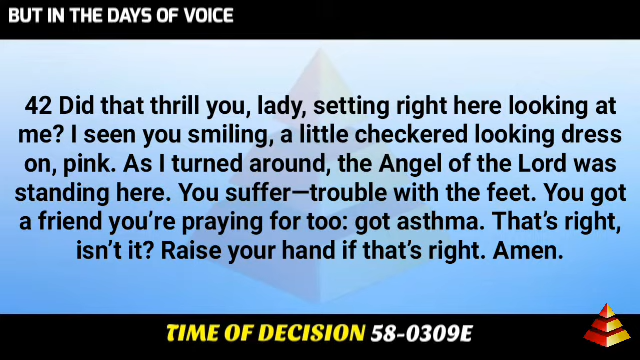 BUT IN THE DAYS OF VOICE
42 Did that thrill you, lady, setting right here looking at
me? I seen you smiling, a little checkered looking dress
on, pink. As I turned around, the Angel of the Lord was
standing here. You suffer—trouble with the feet. You got
a friend you’re praying for too: got asthma. That’s right,
isn’t it? Raise your hand if that’s right. Amen.
TIME OF DECISION 58-0309E